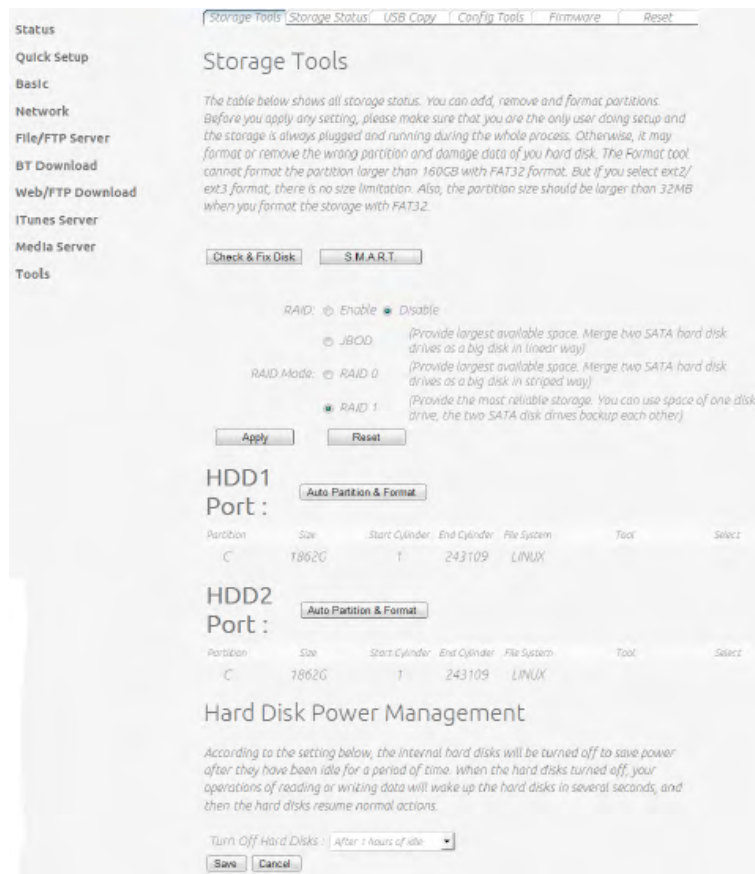 Status
Quick Setup
Basic
Network
File/FTP Server
BT Download
Web/FTP Download
ITunes Server
Media Server
Tools
Storage Tools Storage Status USB Copy Config Tools Firmware Reset
Storage Tools
The table below shows all storage status. You can add, remove and format partitions.
Before you apply any setting, please make sure that you are the only user doing setup and
the storage is always plugged and running during the whole process. Otherwise, it may
format or remove the wrong partition and damage data of you hard disk. The Format tool
cannot format the partition larger than 160GB with FAT32 format. But if you select ext2/
ext3 format, there is no size limitation. Also, the partition size should be larger than 32MB
when you format the storage with FAT32.
Check & Fix Disk S.M.A.R.T.
RAID: Enable Disable
JBOD (Provide largest available space. Merge two SATA hard disk
drives as a big disk in linear way)
RAID Mode: RAID 0 (Provide largest available space. Merge two SATA hard disk
drives as a big disk in striped way)
RAID 1 (Provide the most reliable storage. You can use space of one disk
drive, the two SATA disk drives backup each other)
Apply Reset
HDD1
Port : Auto Partition & Format
Partition Size Start Cylinder End Cylinder File System Tool Select
C 1862G 1 243109 LINUX
HDD2
Port : Auto Partition & Format
Partition Size Start Cylinder End Cylinder File System Tool Select
C 1862G 1 243109 LINUX
Hard Disk Power Management
According to the setting below, the internal hard disks will be turned off to save power
after they have been idle for a period of time. When the hard disks turned off, your
operations of reading or writing data will wake up the hard disks in several seconds, and
then the hard disks resume normal actions.
Turn Off Hard Disks : After 1 hours of idle
Save Cancel